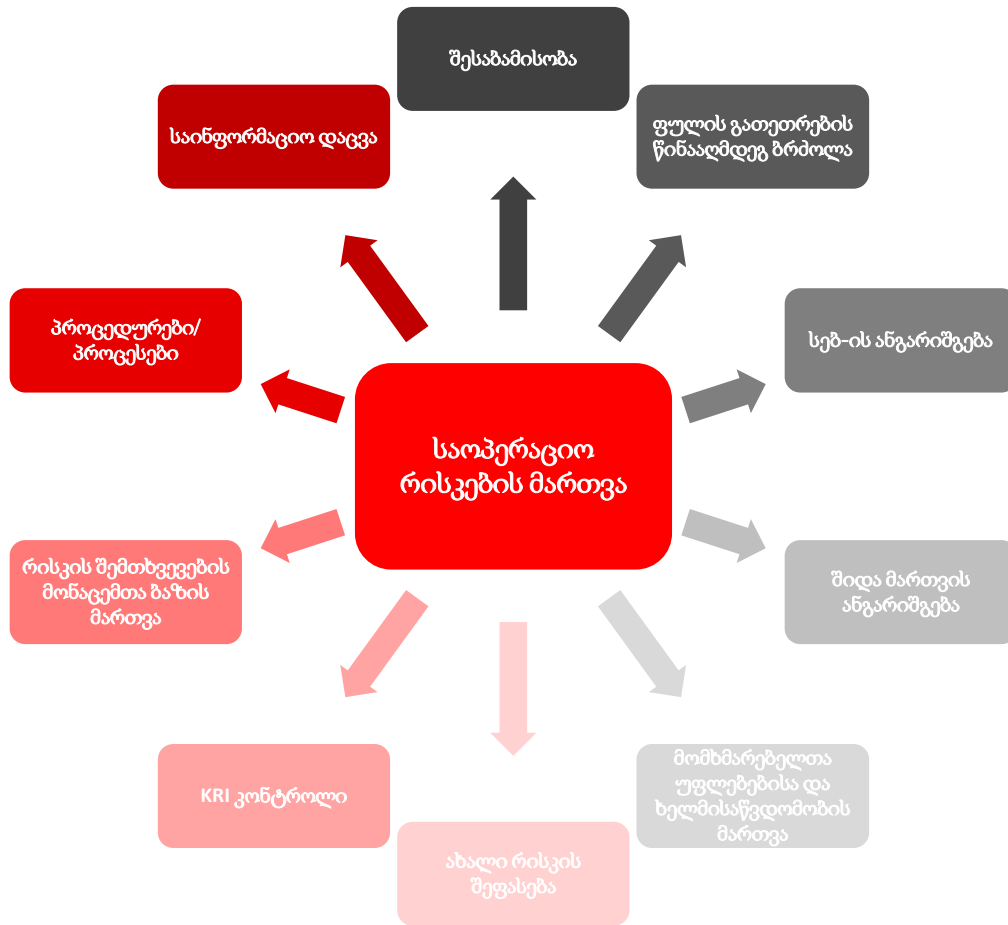 შესაბამისობა
საინფორმაციო დაცვა
ფულის გათეთრების
წინააღმდეგ ბრძოლა
პროცედურები/
პროცესები
სებ-ის ანგარიშგება
საოპერაციო
რისკების მართვა
რისკის შემთხვევების
მონაცემთა ბაზის
მართვა
შიდა მართვის
ანგარიშგება
KRI კონტროლი
მომხმარებელთა
უფლებებისა და
ხელმისაწვდომობის
მართვა
ახალი რისკის
შეფასება